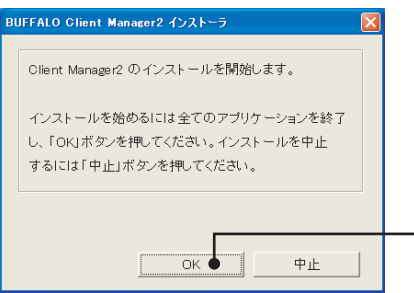 BUFFALO Client Manager2 インストーラ
Client Manager2 のインストールを開始します。
インストールを始めるには全てのアプリケーションを終了
し、「OK」ボタンを押してください。インストールを中止
するには「中止」ボタンを押してください。
OK
中止